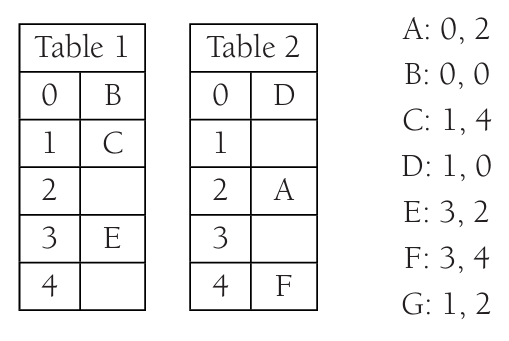 Table 1
0 B
1 C
2
3 E
4
Table 2
0 D
1
2 A
3
4 F
A: 0, 2
B: 0, 0
C: 1, 4
D: 1, 0
E: 3, 2
F: 3, 4
G: 1, 2